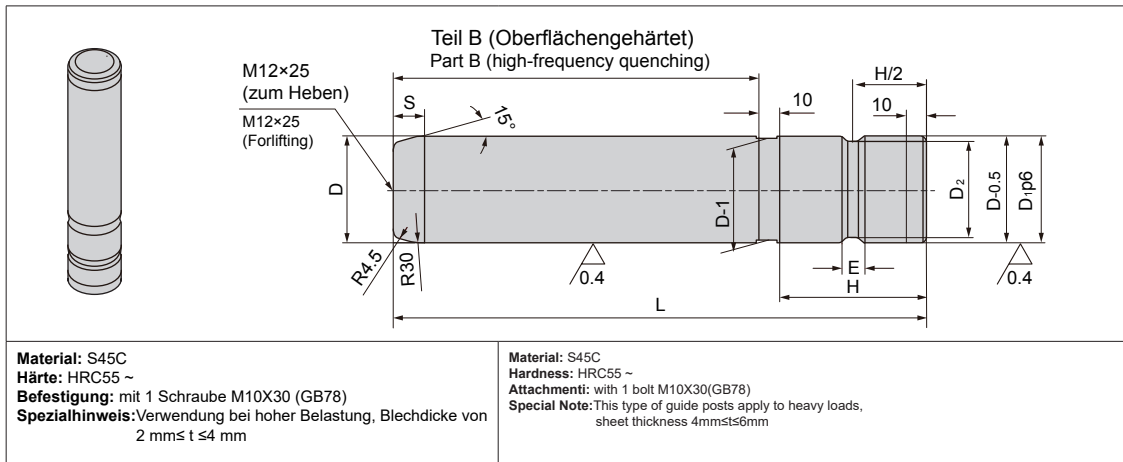 Teil B (Oberflächengehärtet)
Part B (high-frequency quenching)
M12×25
(zum Heben)
M12×25
(Forlifting)
S
15°
10
H/2
10
D
D-1
D2
D-0.5
D1p6
R4.5
R30
0.4
E
H
0.4
L
Material: S45C
Härte: HRC55 ~
Befestigung: mit 1 Schraube M10X30 (GB78)
Spezialhinweis:Verwendung bei hoher Belastung, Blechdicke von
2 mm≤ t ≤4 mm
Material: S45C
Hardness: HRC55 ~
Attachmenti: with 1 bolt M10X30(GB78)
Special Note:This type of guide posts apply to heavy loads,
sheet thickness 4mm≤t≤6mm